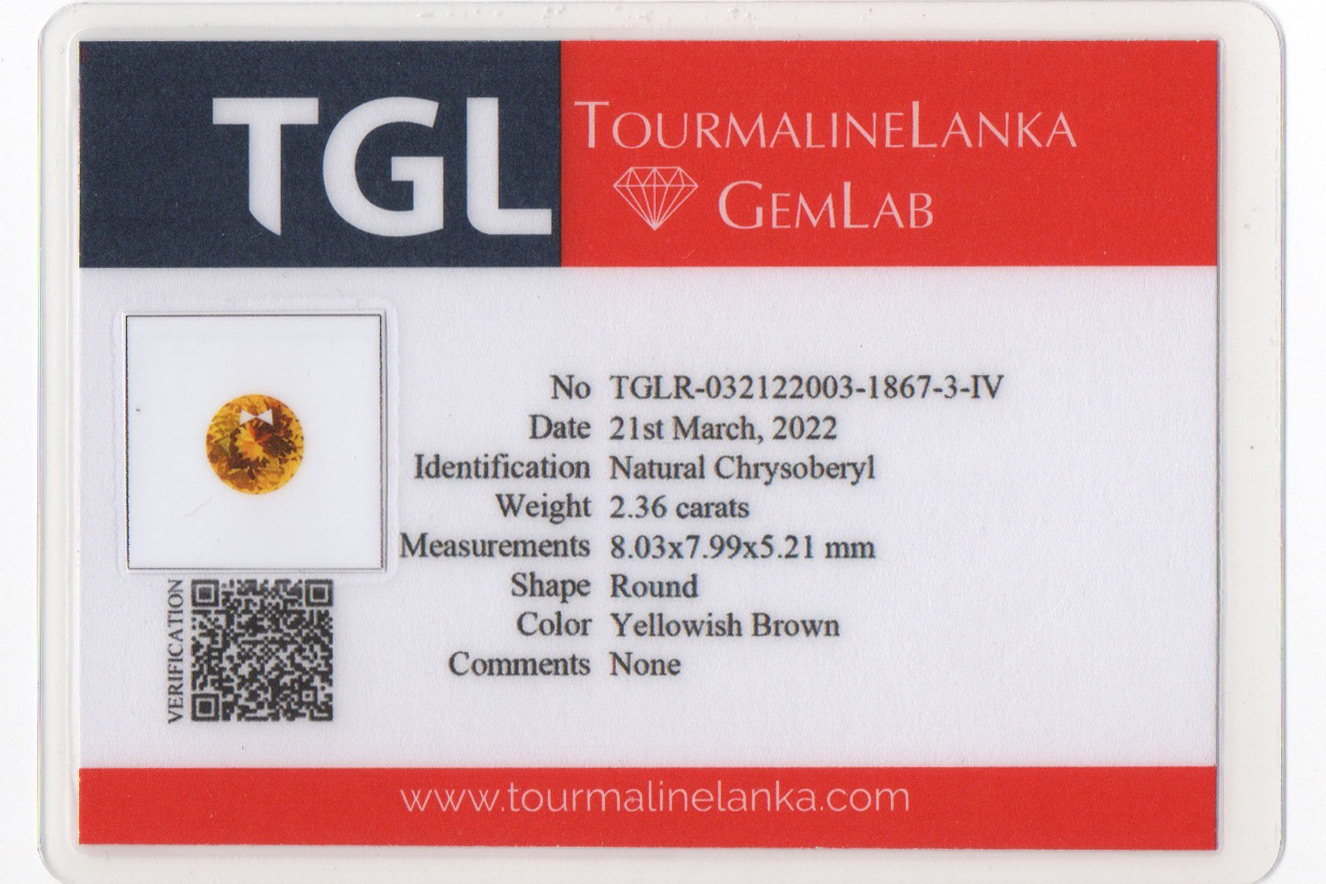 TGL
TOURMALINELANKA
GEMLAB
No TGLR-032122003-1867-3-IV
Date 21st March, 2022
Identification Natural Chrysoberyl
Weight 2.36 carats
Measurements 8.03x7.99x5.21 mm
Shape Round
Color Yellowish Brown
Comments None
VERIFICATION
www.tourmalinelanka.com